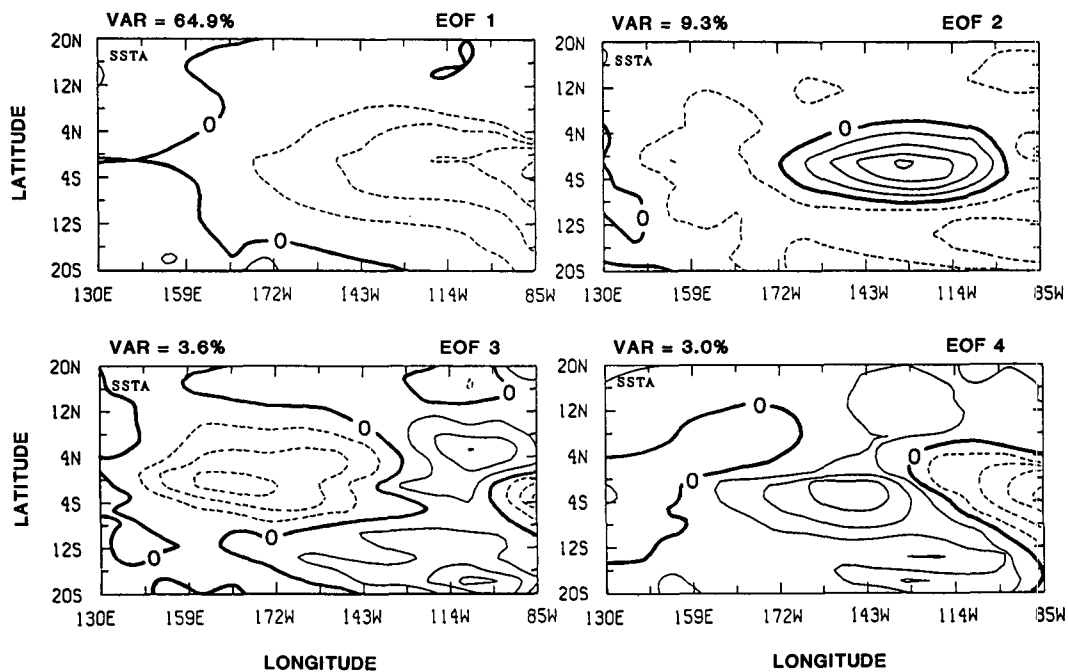 VAR = 64.9% EOF 1
VAR = 9.3% EOF 2
20N
12N
4N
4S
12S
20S
LATITUDE
SSTA
0
0
130E 159E 172W 143W 114W 85W
20N
12N
4N
4S
12S
20S
SSTA
0
0
130E 159E 172W 143W 114W 85W
VAR = 3.6% EOF 3
VAR = 3.0% EOF 4
20N
12N
4N
4S
12S
20S
LATITUDE
SSTA
0
0
0
0
130E 159E 172W 143W 114W 85W
LONGITUDE
20N
12N
4N
4S
12S
20S
SSTA
0
0
0
0
130E 159E 172W 143W 114W 85W
LONGITUDE